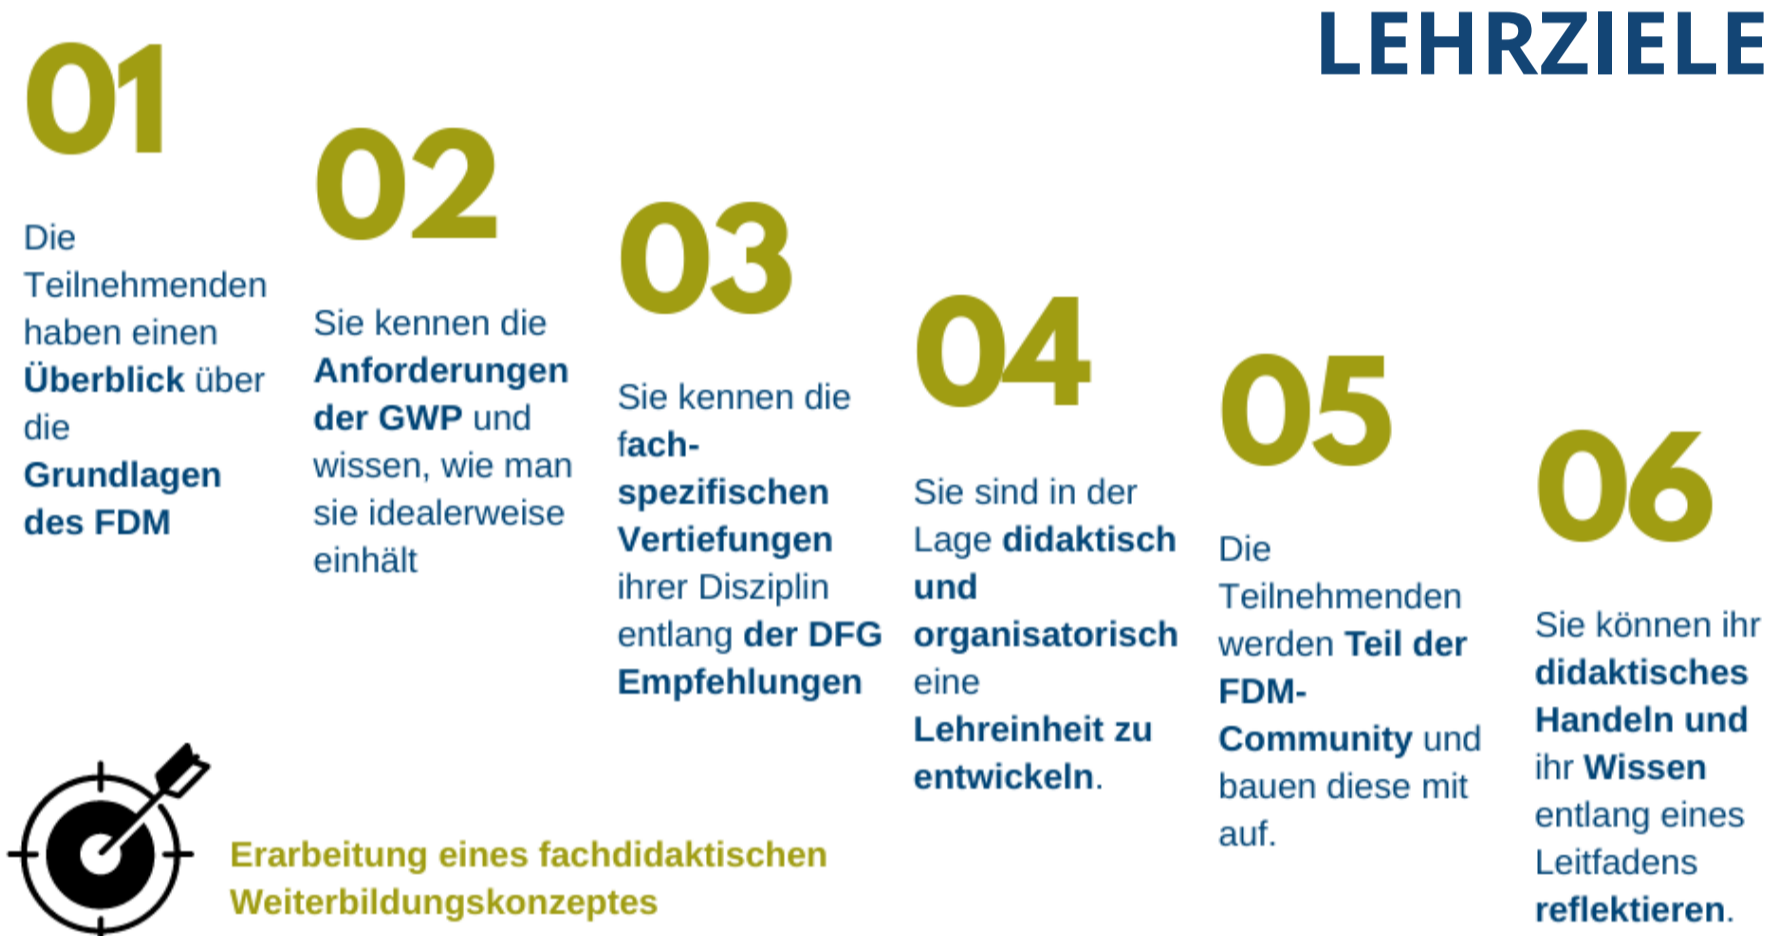 LEHRZIELE
01
Die
Teilnehmenden
haben einen
Überblick über
die
Grundlagen
des FDM
02
Sie kennen die
Anforderungen
der GWP und
wissen, wie man
sie idealerweise
einhält
03
Sie kennen die
fach-
spezifischen
Vertiefungen
ihrer Disziplin
entlang der DFG
Empfehlungen
04
Sie sind in der
Lage didaktisch
und
organisatorisch
eine
Lehreinheit zu
entwickeln.
05
Die
Teilnehmenden
werden Teil der
FDM-
Community und
bauen diese mit
auf.
06
Sie können ihr
didaktisches
Handeln und
ihr Wissen
entlang eines
Leitfadens
reflektieren.
Erarbeitung eines fachdidaktischen
Weiterbildungskonzeptes